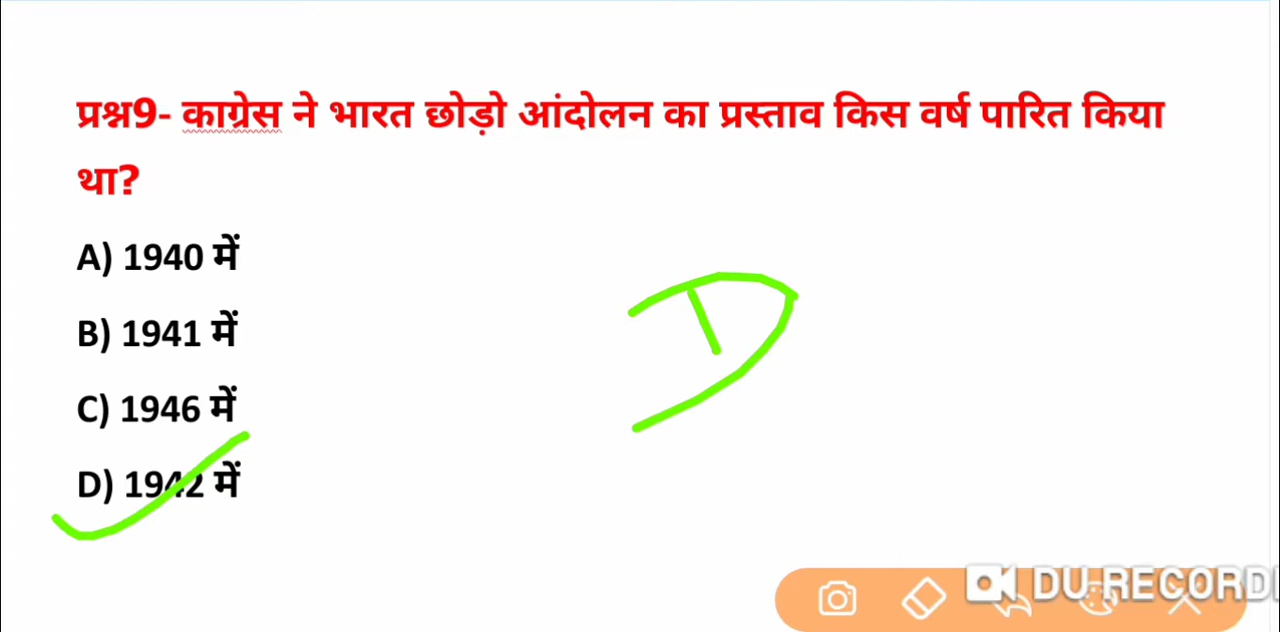 प्रश्न9- काग्रेस ने भारत छोड़ो आंदोलन का प्रस्ताव किस वर्ष पारित किया
था?
A) 1940 में
B) 1941 में
C) 1946 में
D) 1942 में
D
DU RECORD